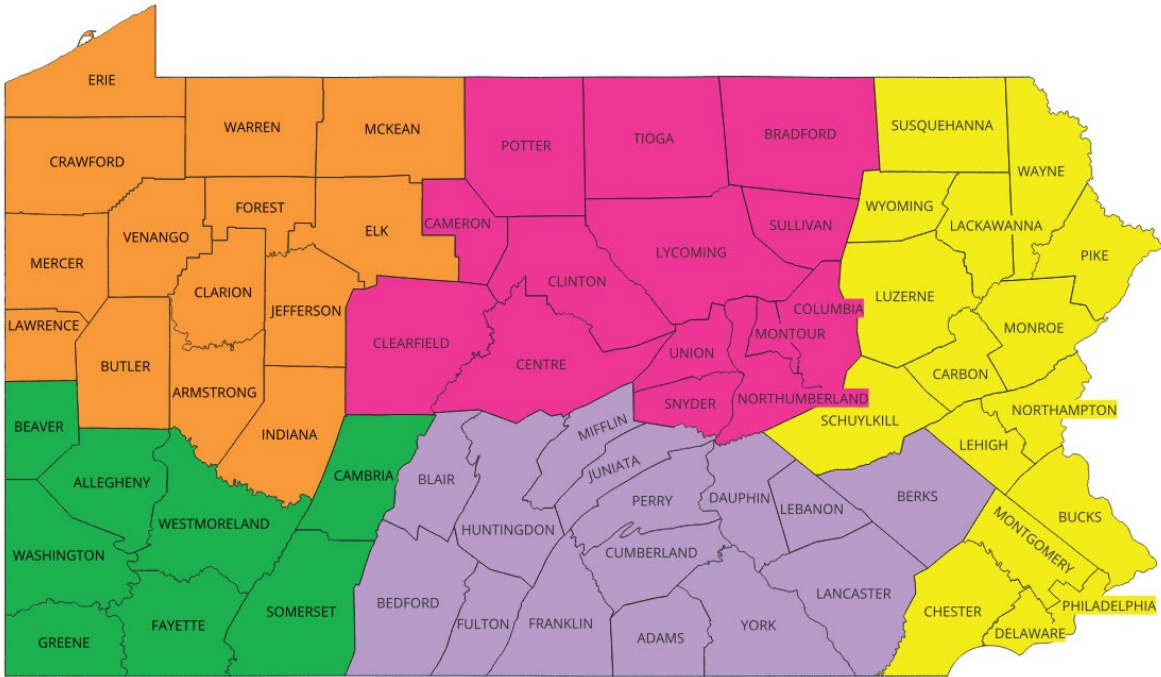 ERIE
WARREN
MCKEAN
CRAWFORD
POTTER
TIOGA
BRADFORD
SUSQUEHANNA
WAYNE
FOREST
VENANGO
ELK
CAMERON
SULLIVAN
WYOMING
LACKAWANNA
MERCER
CLARION
JEFFERSON
CLINTON
LYCOMING
PIKE
LUZERNE
COLUMBIA
LAWRENCE
BUTLER
CLEARFIELD
CENTRE
UNION
MONTOUR
MONROE
CARBON
ARMSTRONG
SNYDER
NORTHUMBERLAND
SCHUYLKILL
NORTHAMPTON
BEAVER
INDIANA
MIFFLIN
LEHIGH
ALLEGHENY
CAMBRIA
BLAIR
JUNIATA
PERRY
DAUPHIN
LEBANON
BERKS
BUCKS
WESTMORELAND
HUNTINGDON
WASHINGTON
CUMBERLAND
MONTGOMERY
BEDFORD
LANCASTER
SOMERSET
CHESTER
PHILADELPHIA
GREENE
FAYETTE
FULTON
FRANKLIN
ADAMS
YORK
DELAWARE